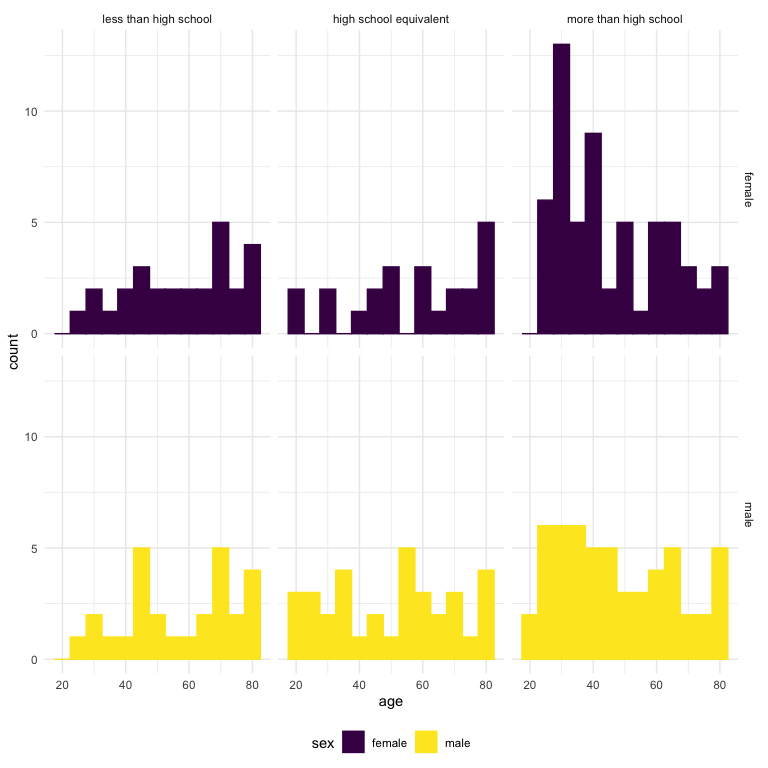 less than high school high school equivalent more than high school
10
5
0
female
count
10
5
0
male
20 40 60 80 20 40 60 80 20 40 60 80
age
sex female male